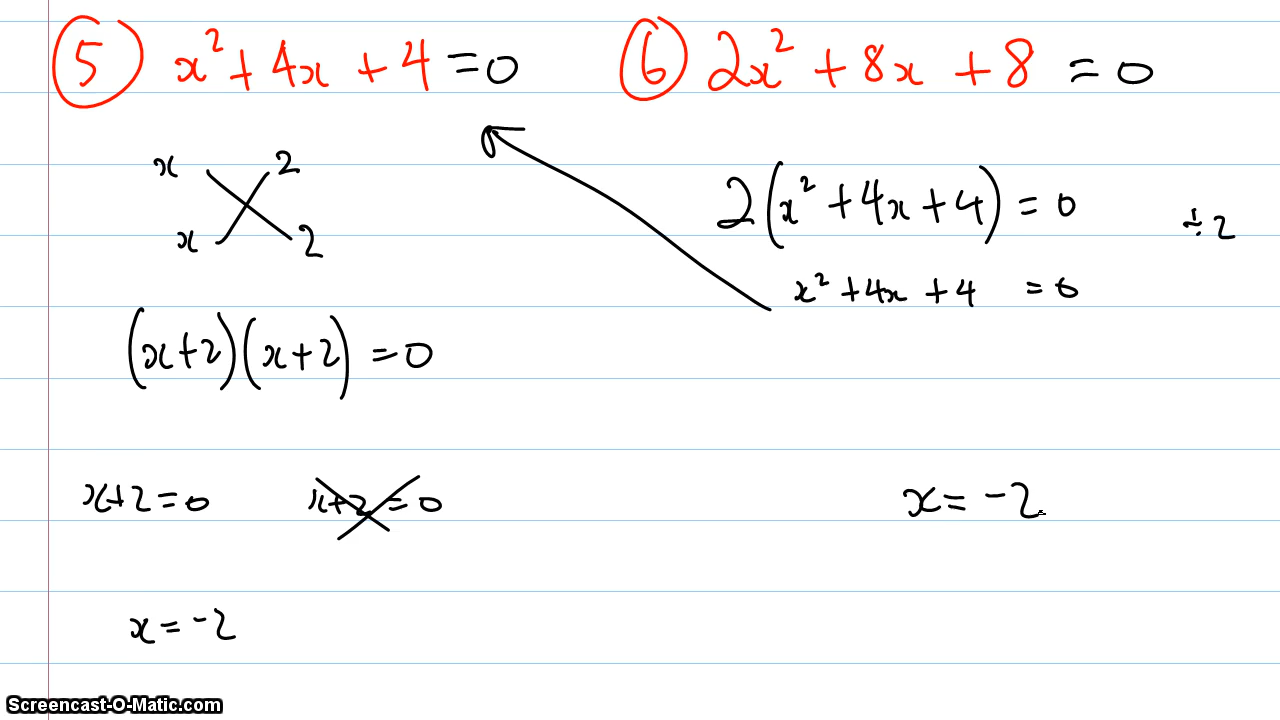 5 x² + 4x + 4 = 0
x 2
x 2
(x+2)(x+2) = 0
x+2 = 0 x+2 = 0
x = -2
6 2x² + 8x + 8 = 0
2(x² + 4x + 4) = 0 ÷2
x² + 4x + 4 = 0
x = -2
Screencast-O-Matic.com